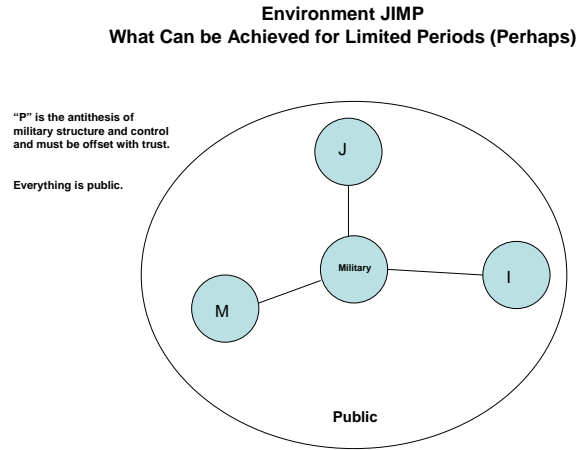 Environment JIMP
What Can be Achieved for Limited Periods (Perhaps)
“P” is the antithesis of
military structure and control
and must be offset with trust.
Everything is public.
J
Military
I
M
Public